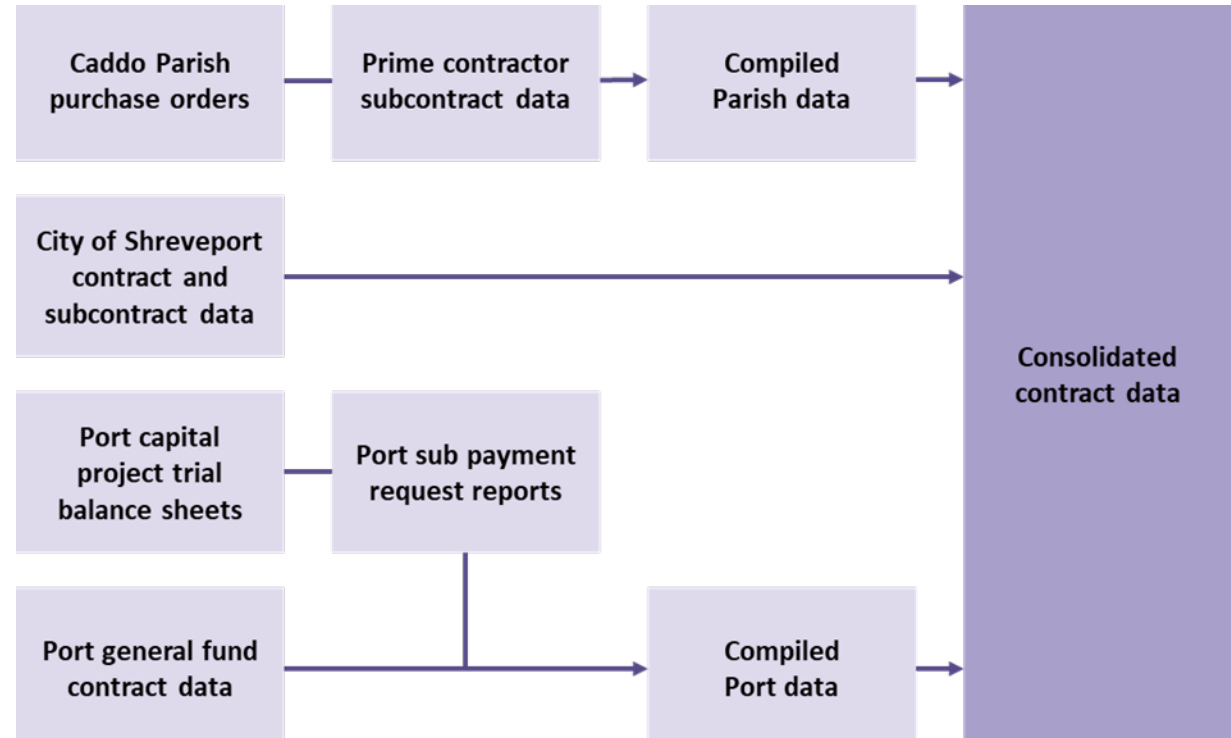 Caddo Parish
purchase orders
Prime contractor
subcontract data
Compiled
Parish data
City of Shreveport
contract and
subcontract data
Consolidated
contract data
Port capital
project trial
balance sheets
Port sub payment
request reports
Port general fund
contract data
Compiled
Port data